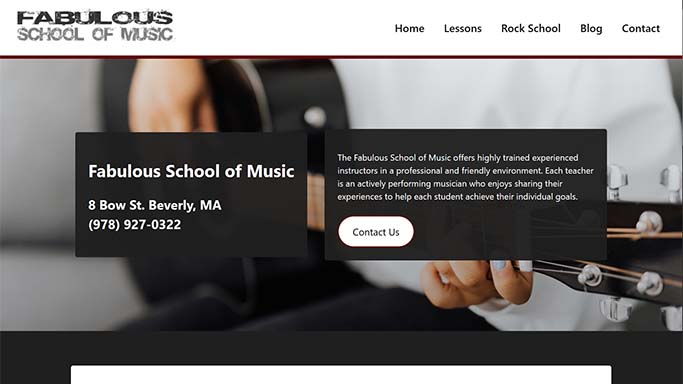 FABULOUS
SCHOOL OF MUSIC
Home Lessons Rock School Blog Contact
Fabulous School of Music
8 Bow St. Beverly, MA
(978) 927-0322
The Fabulous School of Music offers highly trained experienced
instructors in a professional and friendly environment. Each teacher
is an actively performing musician who enjoys sharing their
experiences to help each student achieve their individual goals.
Contact Us